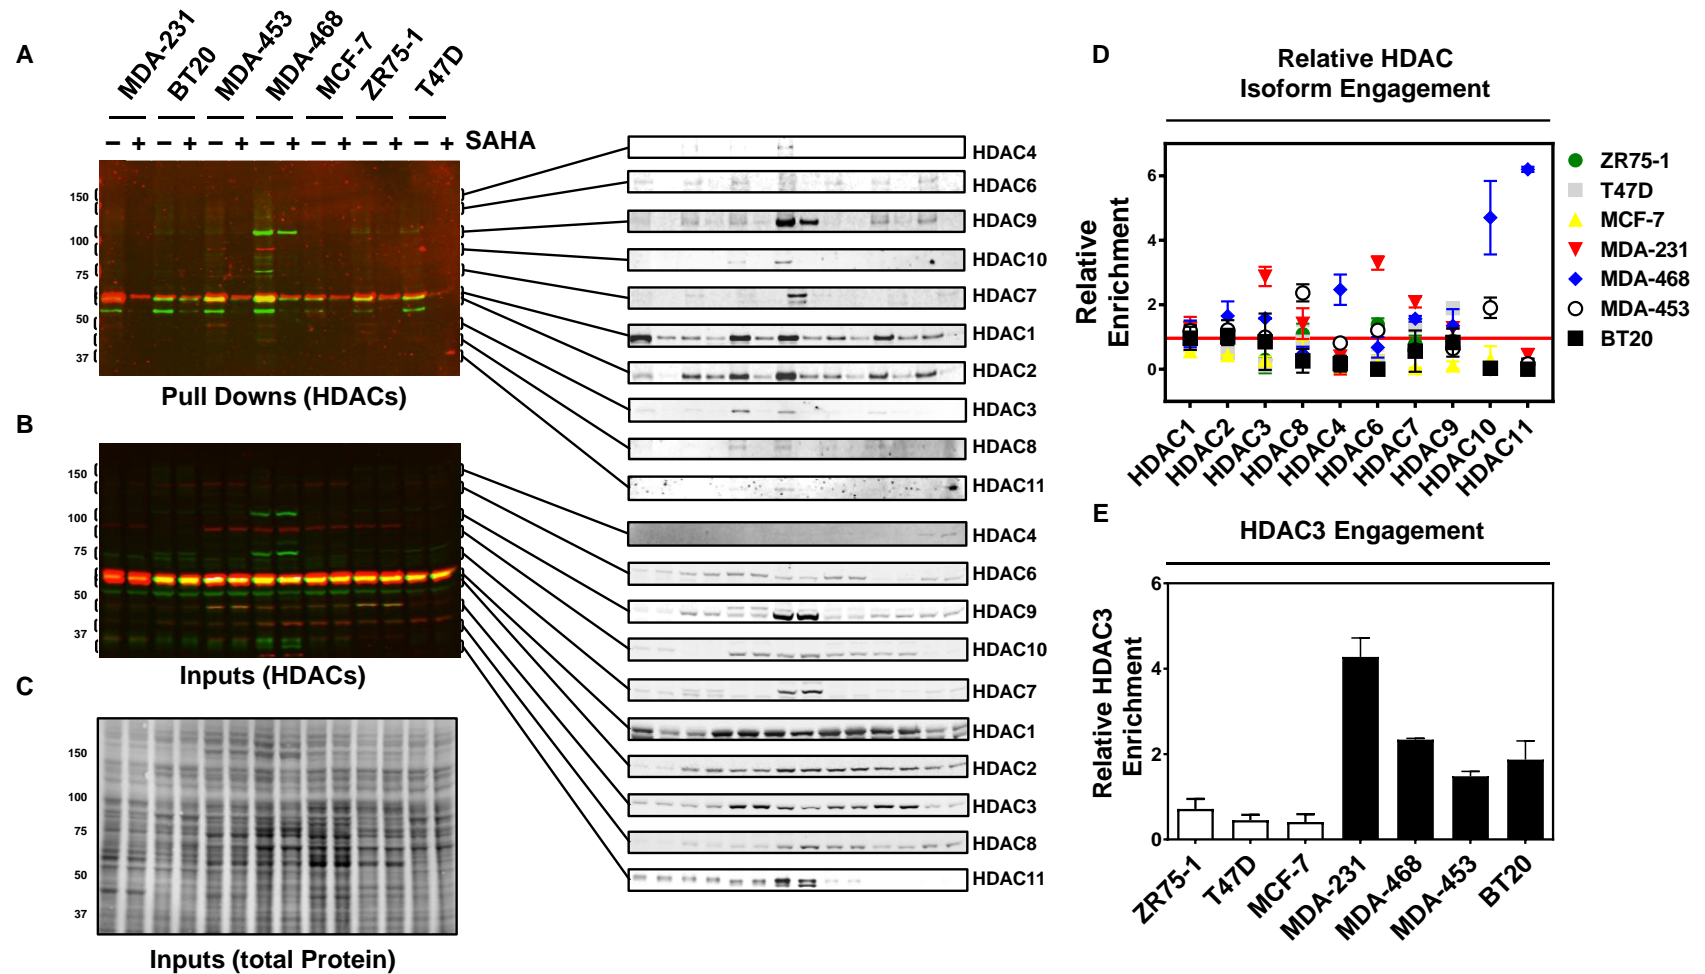 A
MDA-231
BT20
MDA-453
MDA-468
MCF-7
ZR75-1
T47D
– + – + – + – + – + – + – + SAHA
150
100
75
50
37
Pull Downs (HDACs)
HDAC4
HDAC6
HDAC9
HDAC10
HDAC7
HDAC1
HDAC2
HDAC3
HDAC8
HDAC11
B
150
100
75
50
37
Inputs (HDACs)
HDAC4
HDAC6
HDAC9
HDAC10
HDAC7
HDAC1
HDAC2
HDAC3
HDAC8
HDAC11
C
150
100
75
50
37
Inputs (total Protein)
D
Relative HDAC
Isoform Engagement
Relative
Enrichment
6
4
2
0
HDAC1
HDAC2
HDAC3
HDAC8
HDAC4
HDAC6
HDAC7
HDAC9
HDAC10
HDAC11
ZR75-1
T47D
MCF-7
MDA-231
MDA-468
MDA-453
BT20
E
HDAC3 Engagement
Relative HDAC3
Enrichment
6
4
2
0
ZR75-1
T47D
MCF-7
MDA-231
MDA-468
MDA-453
BT20